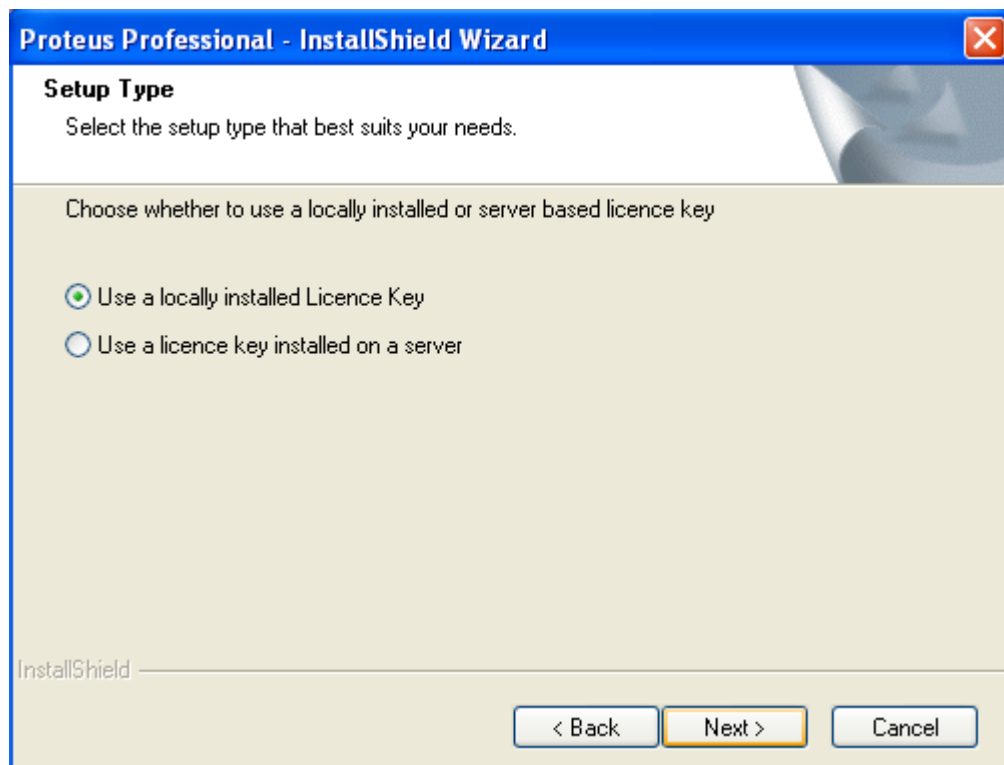 Proteus Professional - InstallShield Wizard
Setup Type
Select the setup type that best suits your needs.
Choose whether to use a locally installed or server based licence key
Use a locally installed Licence Key
Use a licence key installed on a server
InstallShield
< Back Next > Cancel